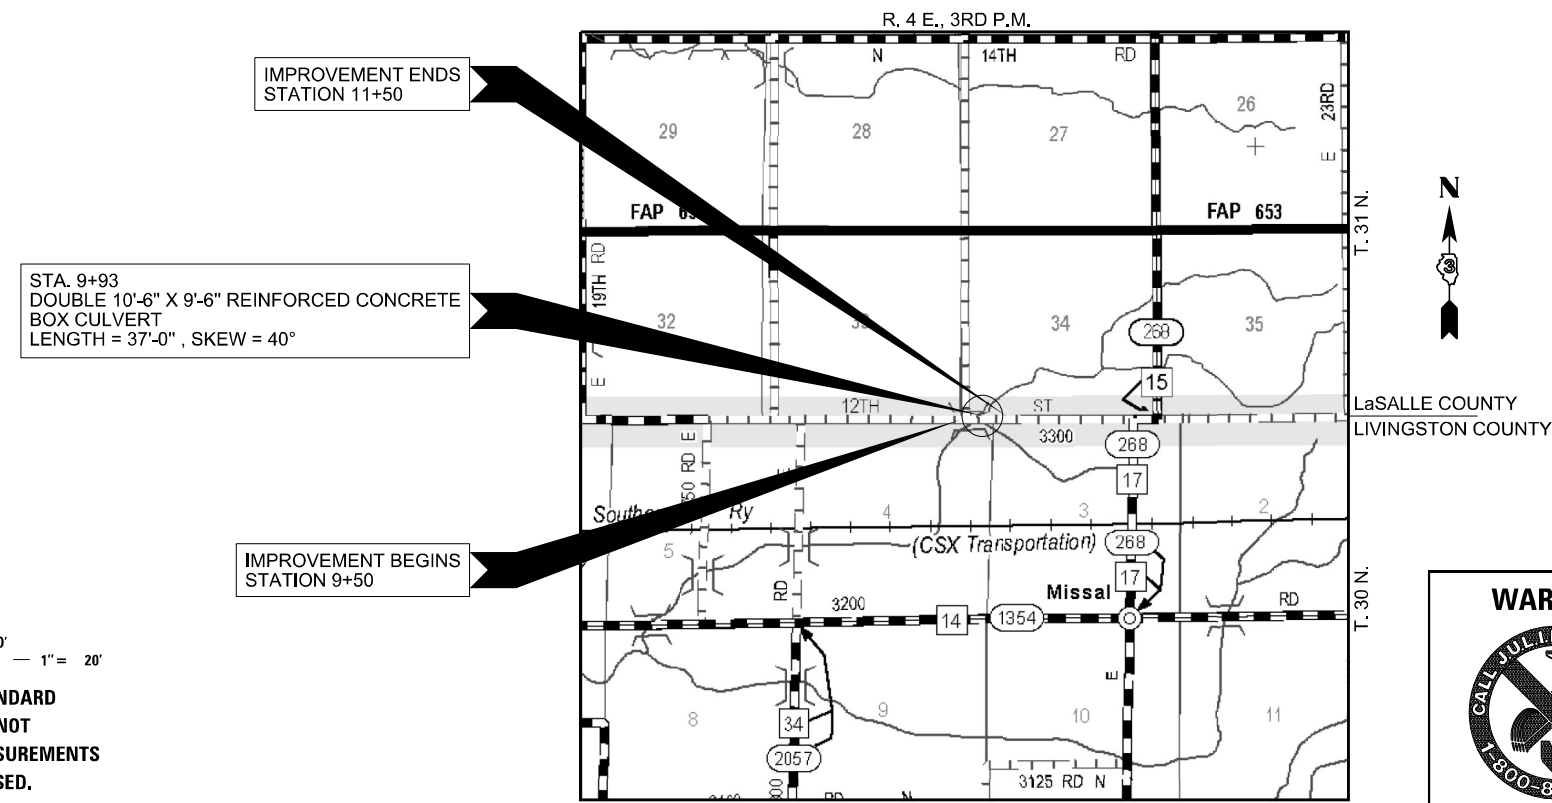 R. 4 E., 3RD P.M.
IMPROVEMENT ENDS
STATION 11+50
N 14TH RD
26
23RD
E
29
28
27
FAP
FAP 653
T. 31 N.
N
3
STA. 9+93
DOUBLE 10'-6" X 9'-6" REINFORCED CONCRETE
BOX CULVERT
LENGTH = 37'-0" , SKEW = 40°
E 19TH RD
32
34
268
35
15
12TH ST
LaSALLE COUNTY
LIVINGSTON COUNTY
3300
268
RD E
17
Ry
4
3
2
5
(CSX Transportation)
268
IMPROVEMENT BEGINS
STATION 9+50
17
Missal
RD
3200
RD
14
1354
T. 30 N.
E
8
9
10
11
34
2057
3125 RD N
RD N
— 1" = 20'
NOT
CALL